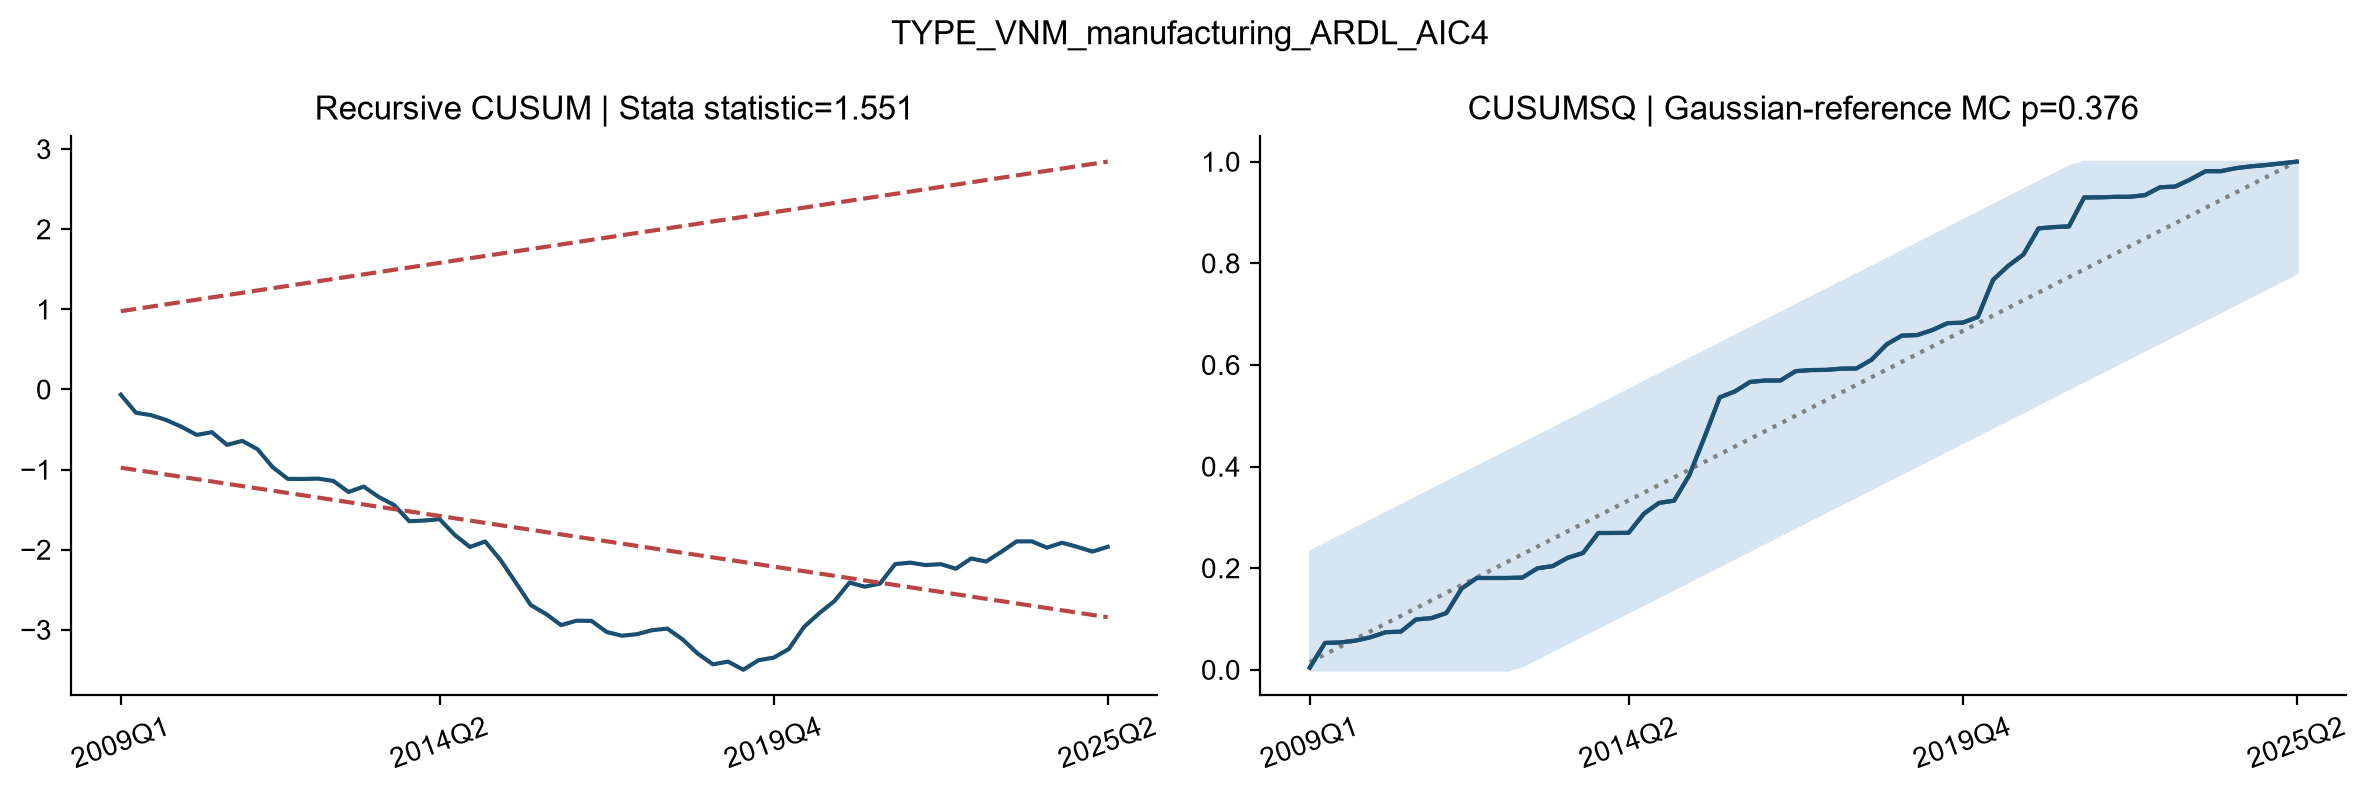 TYPE_VNM_manufacturing_ARDL_AIC4
Recursive CUSUM | Stata statistic=1.551
3
2
1
0
−1
−2
−3
2009Q1
2014Q2
2019Q4
2025Q2
CUSUMSQ | Gaussian-reference MC p=0.376
1.0
0.8
0.6
0.4
0.2
0.0
2009Q1
2014Q2
2019Q4
2025Q2